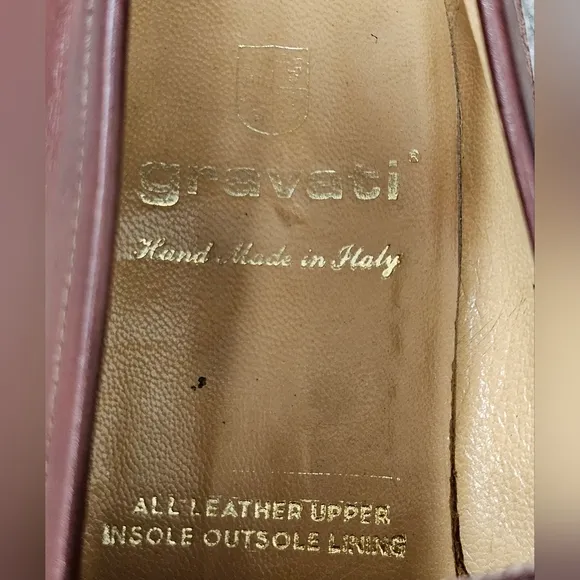 gravati®
Hand Made in Italy
ALL LEATHER UPPER
INSOLE OUTSOLE LINING